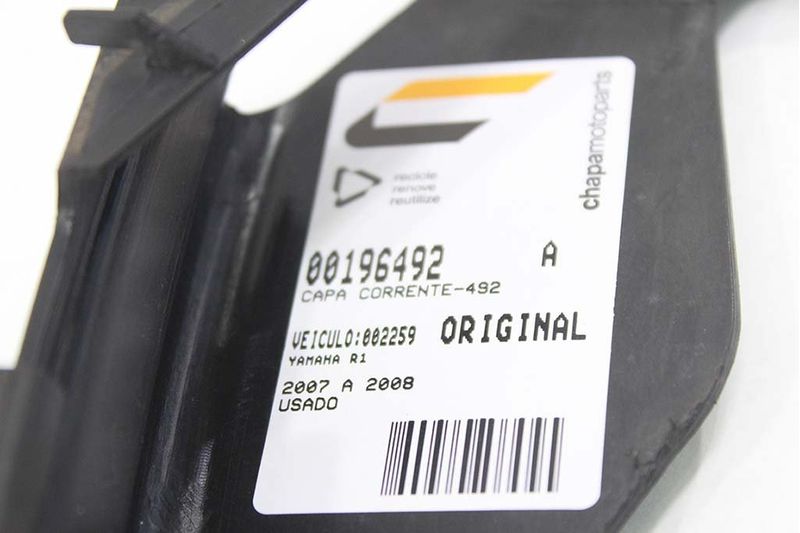 chapamotoparts
recicle
renove
reutilize
00196492 A
CAPA CORRENTE-492
VEICULO:002259 ORIGINAL
YAMAHA R1
2007 A 2008
USADO